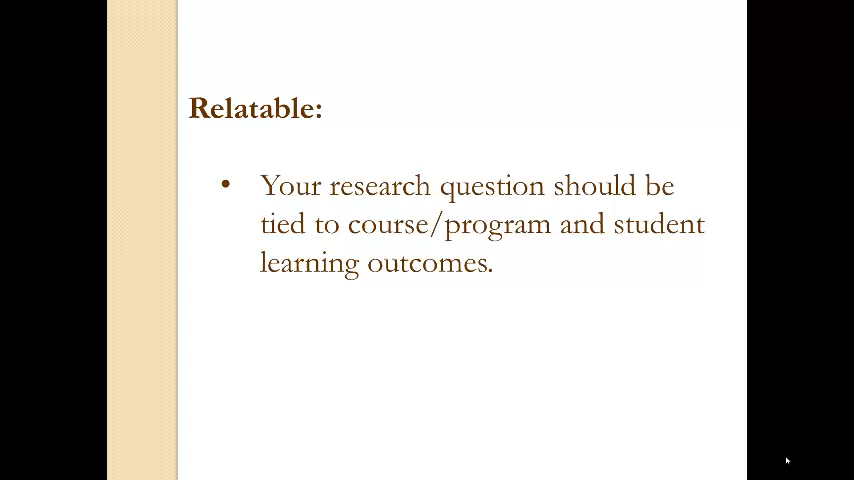 Relatable:
• Your research question should be
tied to course/program and student
learning outcomes.